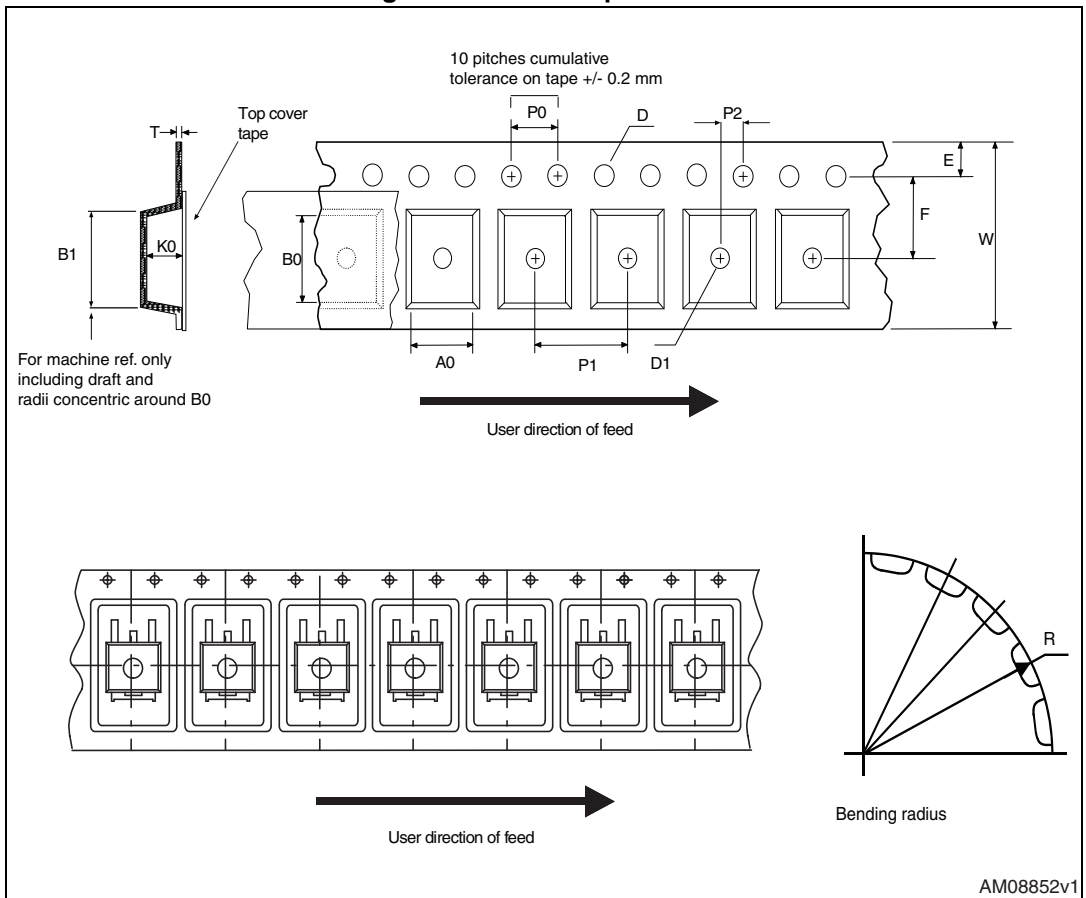 10 pitches cumulative
tolerance on tape +/- 0.2 mm
P0
D
P2
E
T
Top cover
tape
F
W
B1
K0
B0
For machine ref. only
including draft and
radii concentric around B0
A0
P1
D1
User direction of feed
R
User direction of feed
Bending radius
AM08852v1